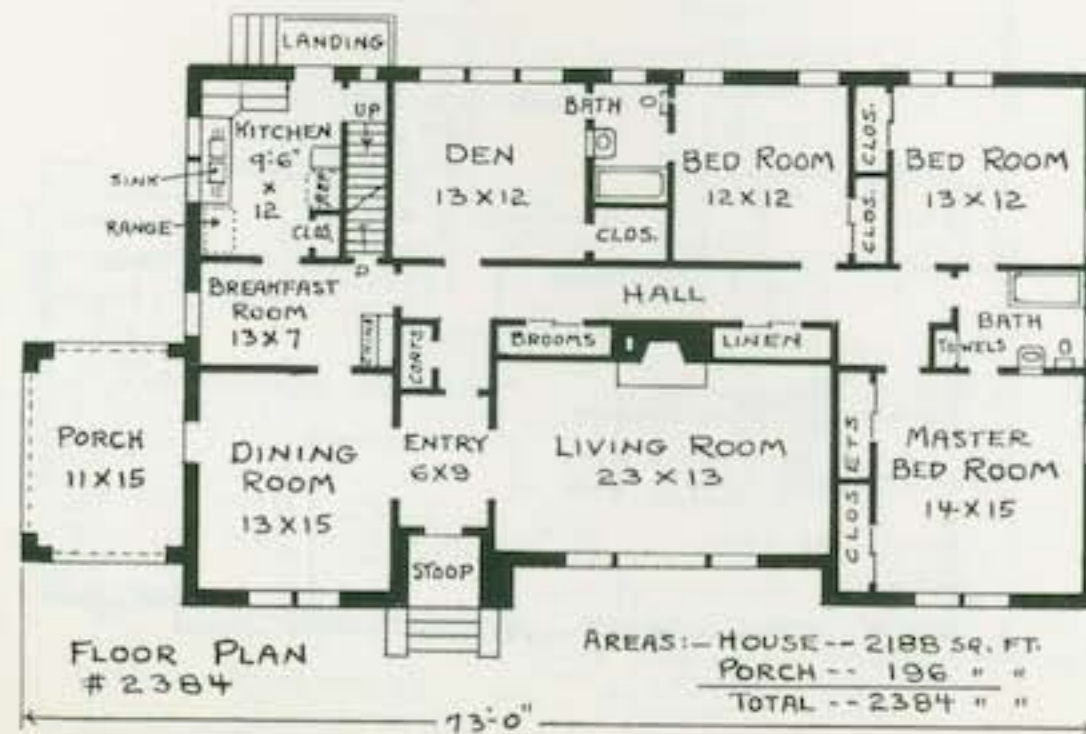 LANDING
UP
BATH
KITCHEN
9'-6"
x
12
DEN
13 X 12
BED ROOM
12 X 12
CLOS.
BED ROOM
13 X 12
SINK
REF
RANGE
CLOS.
CLOS.
CLOS.
D
BREAKFAST
ROOM
13 X 7
HALL
BATH
BROOMS
LINEN
TOWELS
COATS
PORCH
11 X 15
DINING
ROOM
13 X 15
ENTRY
6 X 9
LIVING ROOM
23 X 13
MASTER
BED ROOM
14 X 15
CLOS
STOOP
FLOOR PLAN
# 2384
AREAS:- HOUSE -- 2188 SQ. FT.
PORCH -- 196 " "
TOTAL -- 2384 " "
73'-0"